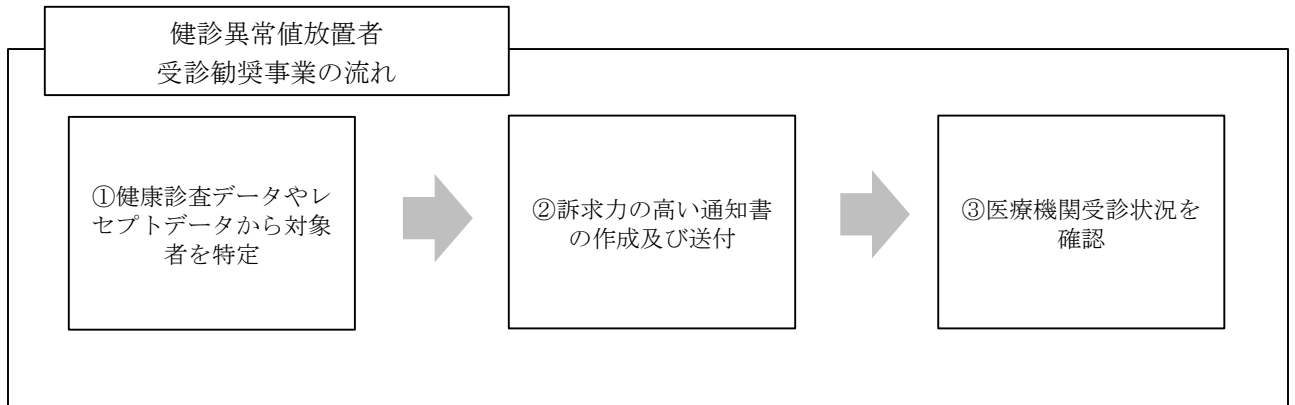 健診異常値放置者
受診勧奨事業の流れ
①健康診査データやレ
セプトデータから対象
者を特定
②訴求力の高い通知書
の作成及び送付
③医療機関受診状況を
確認